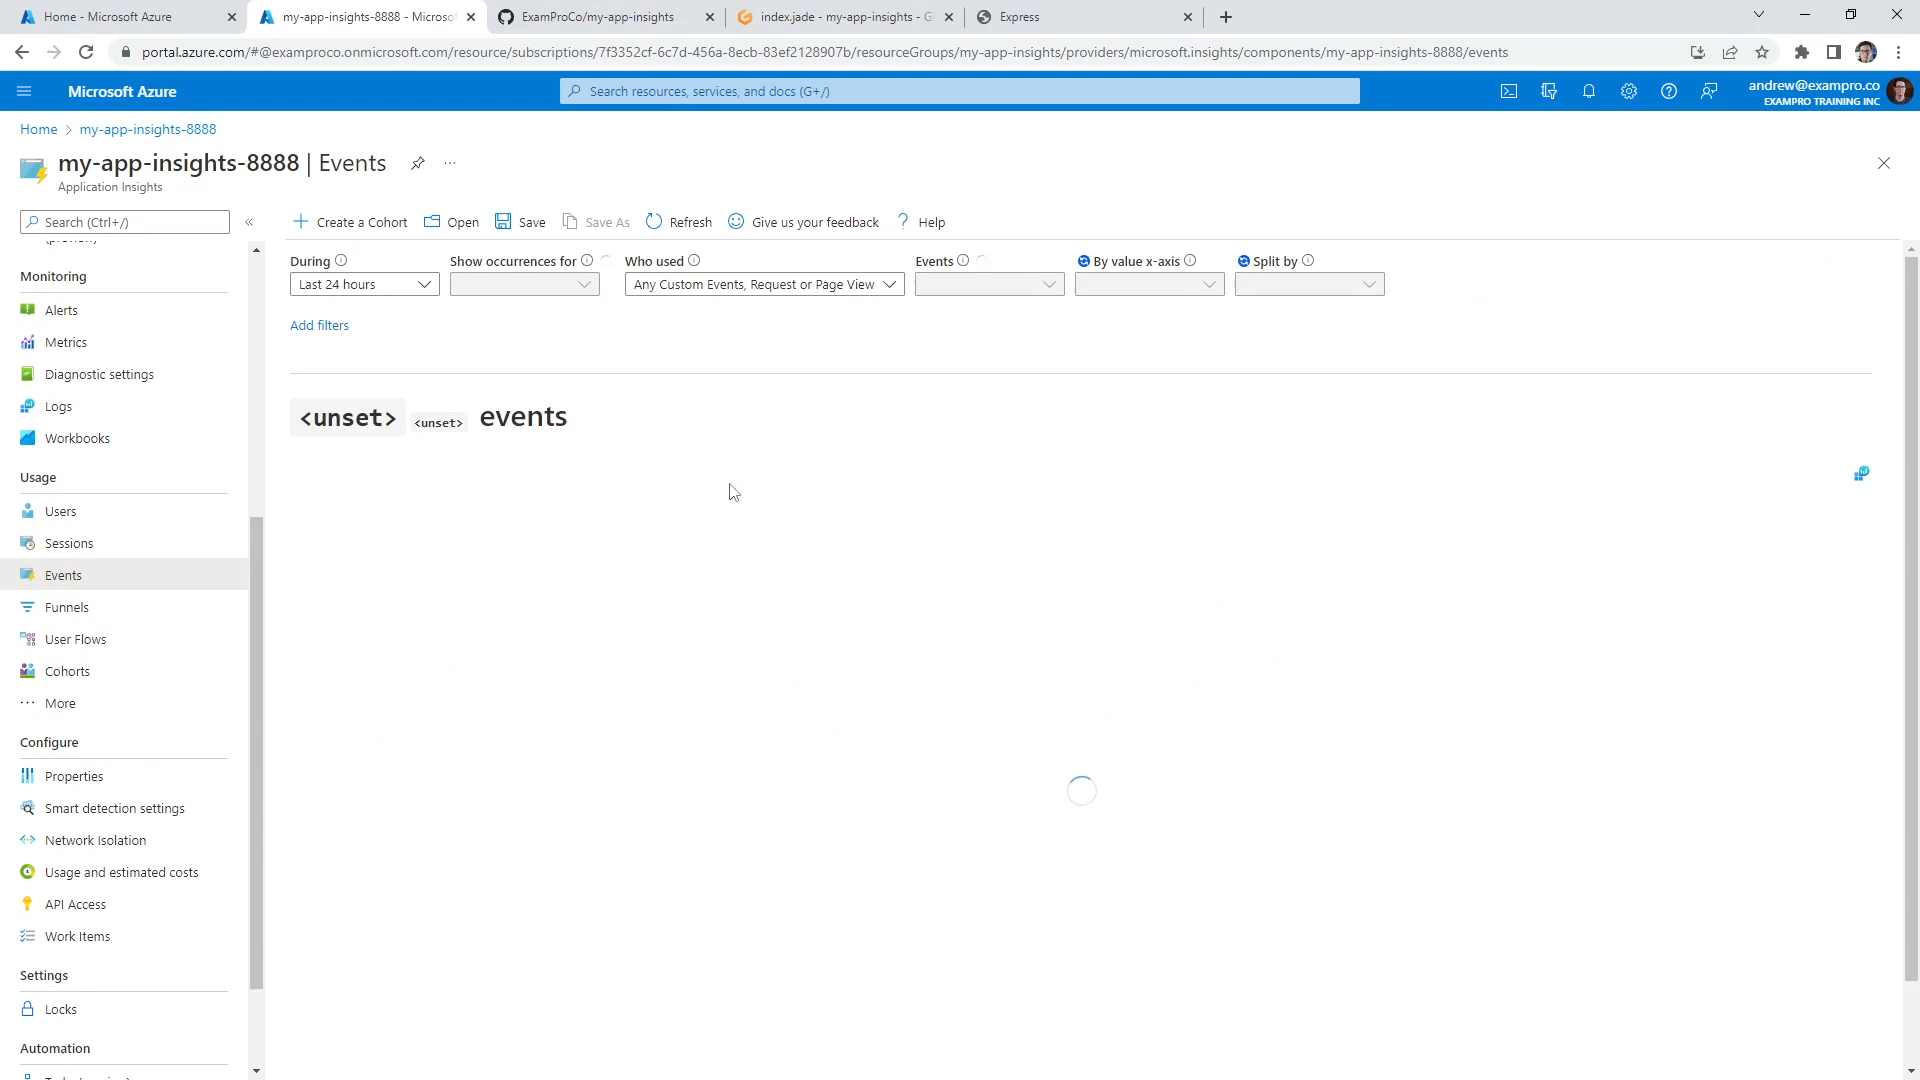 Home - Microsoft Azure
my-app-insights-8888 - Microso
ExamProCo/my-app-insights
index.jade - my-app-insights - G
Express
portal.azure.com/#@examproco.onmicrosoft.com/resource/subscriptions/7f3352cf-6c7d-456a-8ecb-83ef2128907b/resourceGroups/my-app-insights/providers/microsoft.insights/components/my-app-insights-8888/events
Microsoft Azure
Search resources, services, and docs (G+/)
andrew@exampro.co
EXAMPRO TRAINING INC
Home > my-app-insights-8888
my-app-insights-8888 | Events
Application Insights
Search (Ctrl+/)
Create a Cohort
Open
Save
Save As
Refresh
Give us your feedback
Help
During
Show occurrences for
Who used
Events
By value x-axis
Split by
Last 24 hours
Any Custom Events, Request or Page View
Add filters
<unset> <unset> events
Monitoring
Alerts
Metrics
Diagnostic settings
Logs
Workbooks
Usage
Users
Sessions
Events
Funnels
User Flows
Cohorts
More
Configure
Properties
Smart detection settings
Network Isolation
Usage and estimated costs
API Access
Work Items
Settings
Locks
Automation